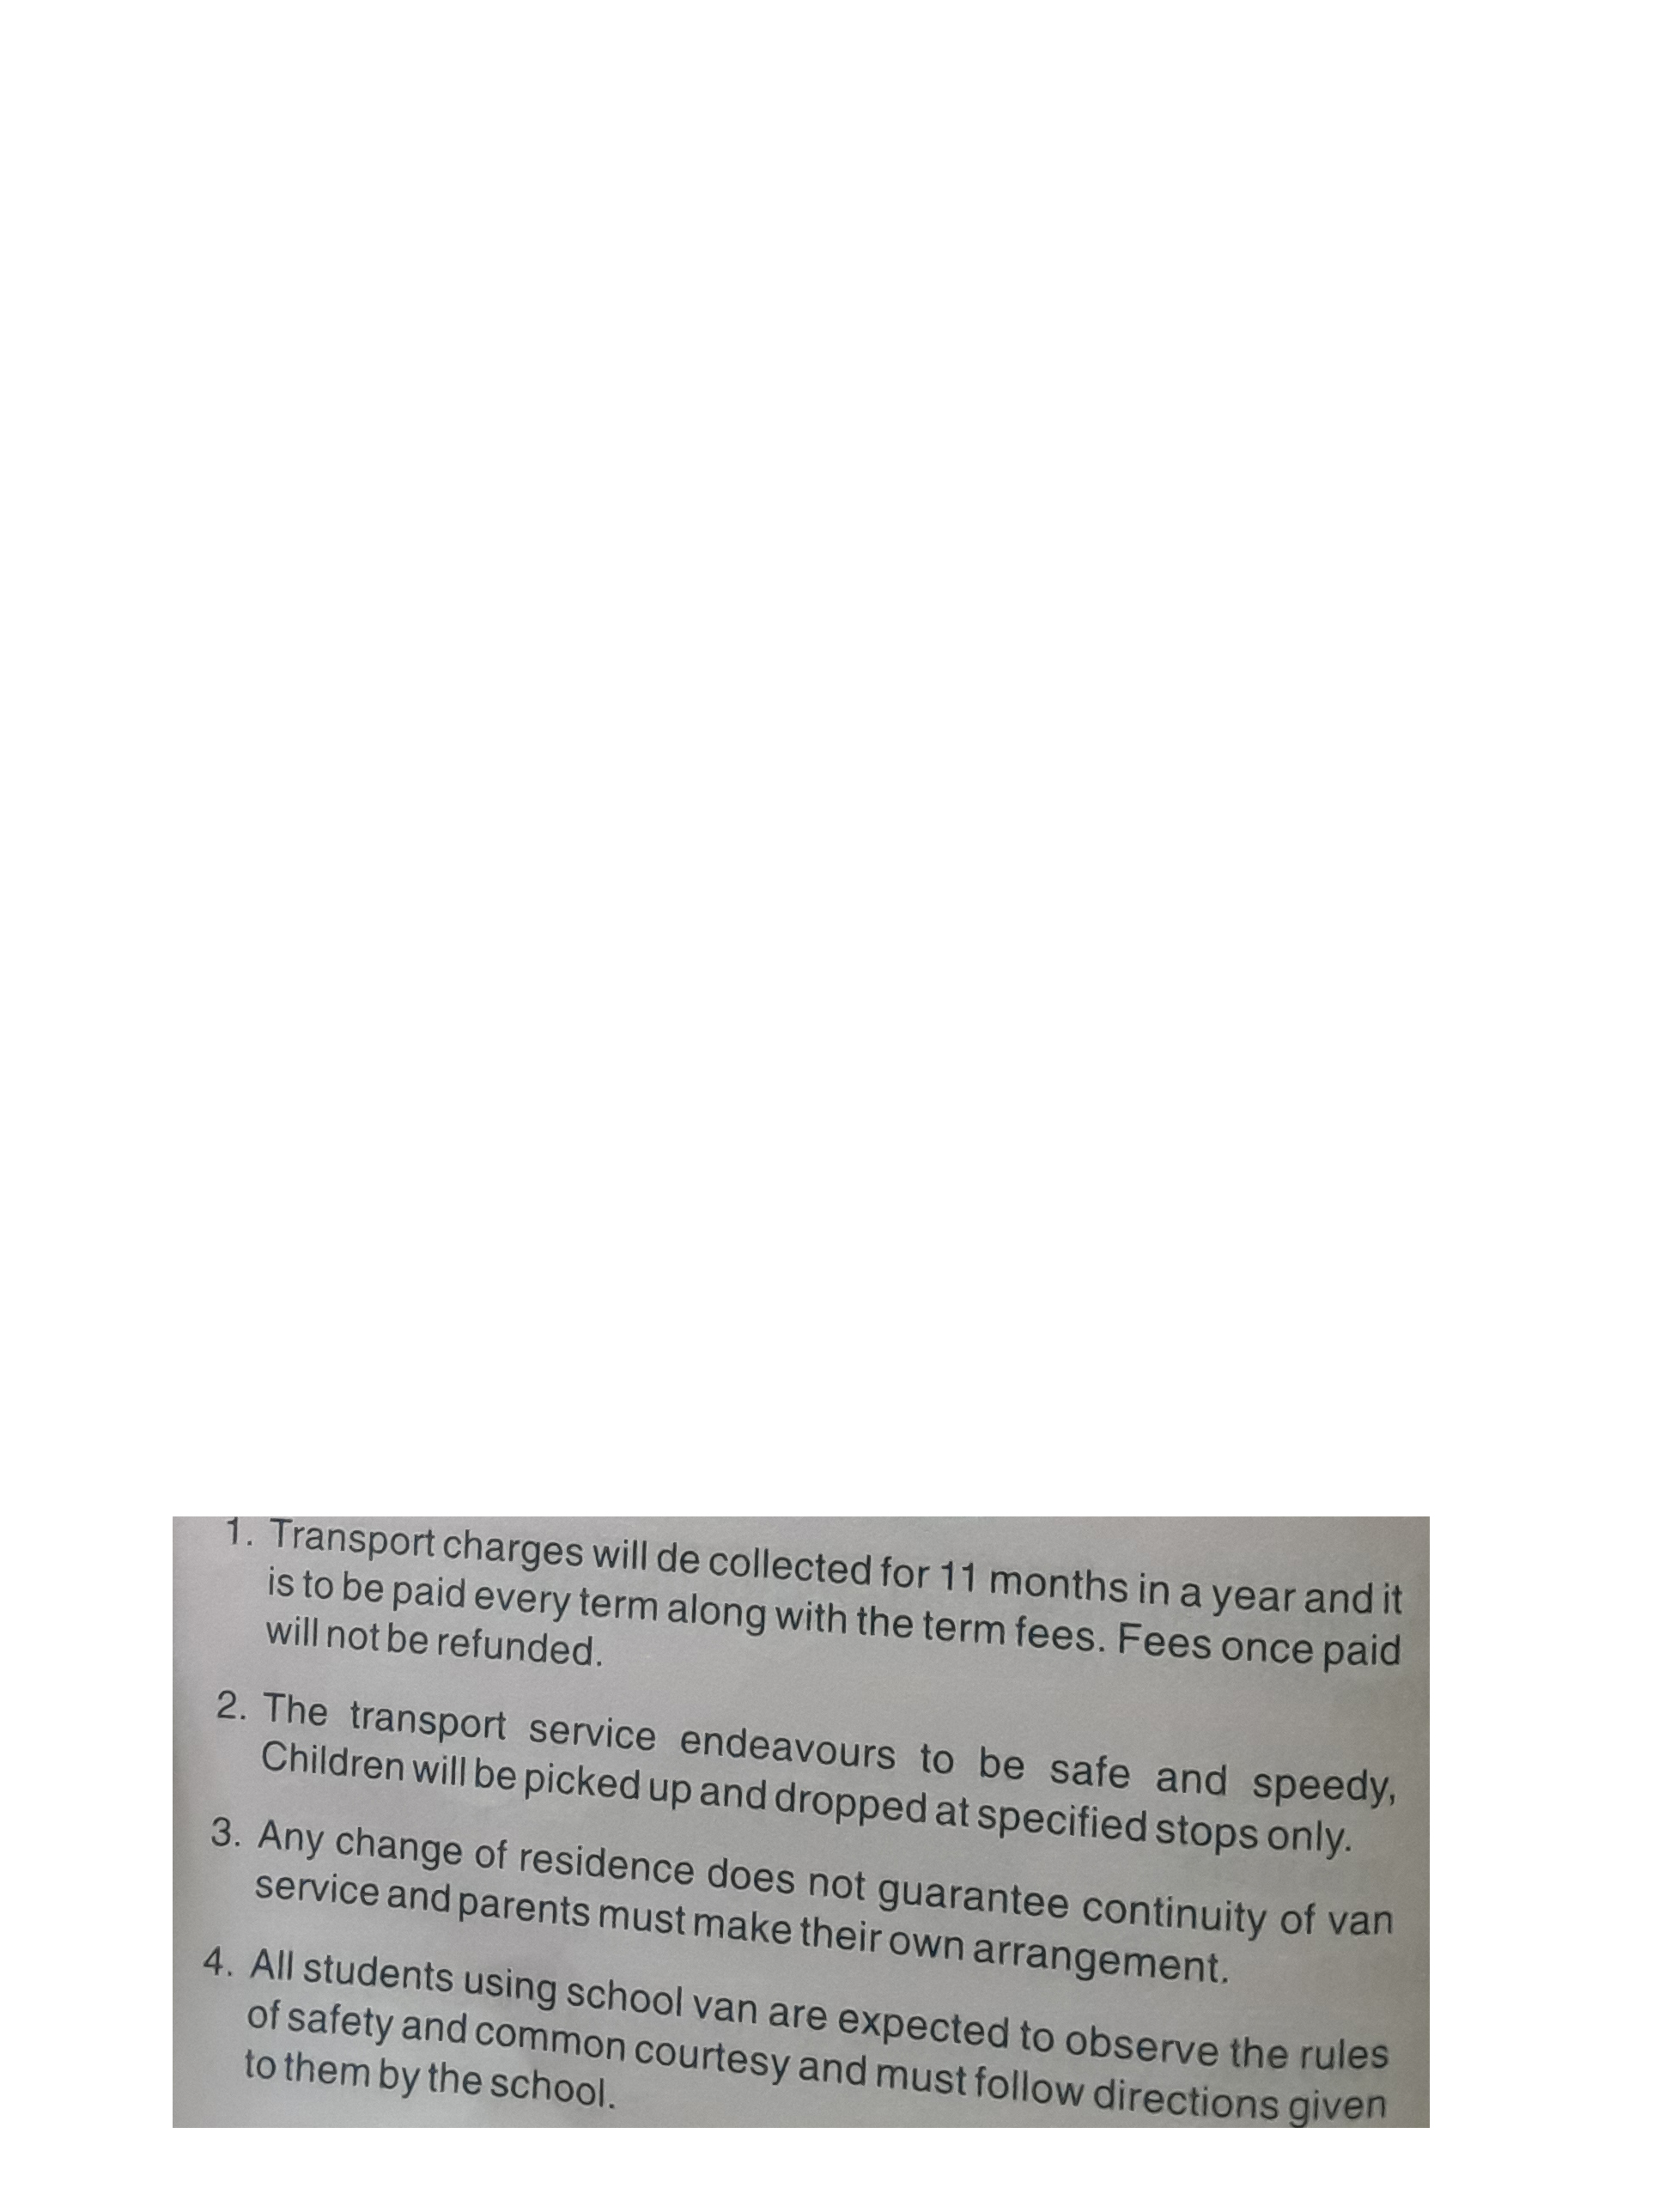 1. Transport charges will de collected for 11 months in a year and it
is to be paid every term along with the term fees. Fees once paid
will not be refunded.
2. The transport service endeavours to be safe and speedy,
Children will be picked up and dropped at specified stops only.
3. Any change of residence does not guarantee continuity of van
service and parents must make their own arrangement.
4. All students using school van are expected to observe the rules
of safety and common courtesy and must follow directions given
to them by the school.